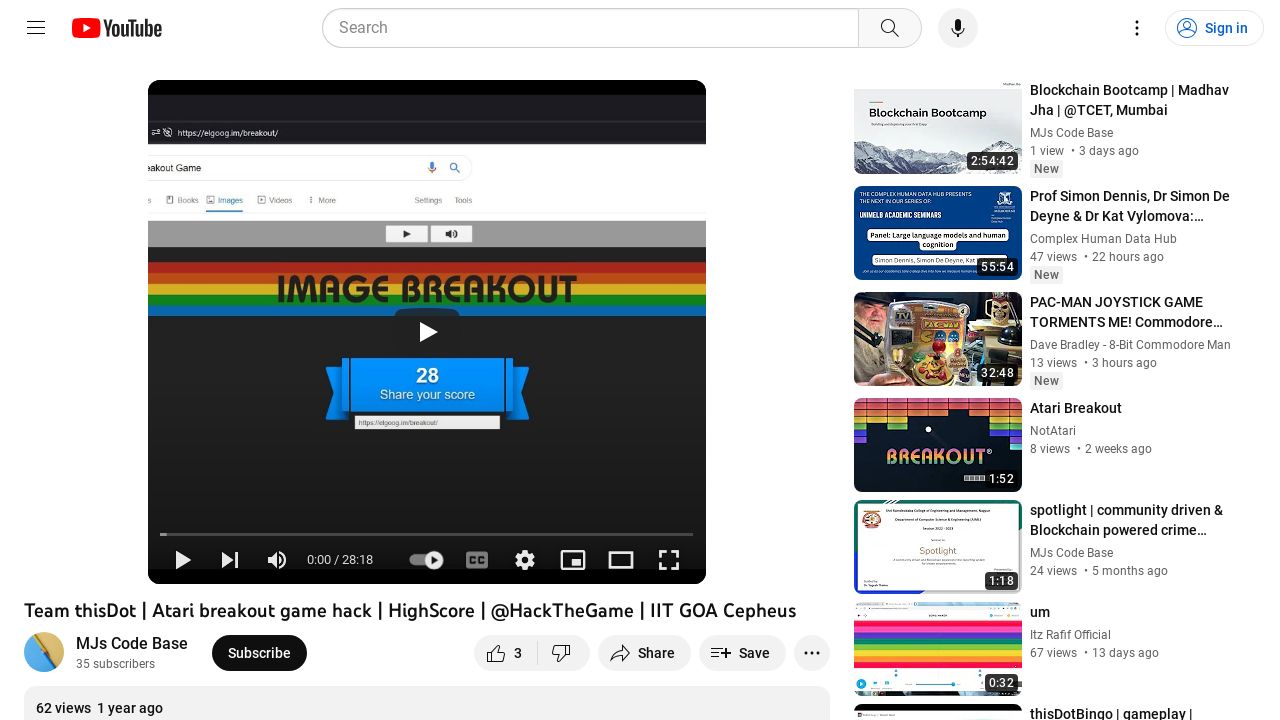 YouTube
Search
Sign in
https://elgoog.im/breakout/
eakout Game
Books
Images
Videos
More
Settings
Tools
IMAGE BREAKOUT
28
Share your score
https://elgoog.im/breakout/
0:00 / 28:18
CC
Team thisDot | Atari breakout game hack | HighScore | @HackTheGame | IIT GOA Cepheus
MJs Code Base
35 subscribers
Subscribe
3
Share
Save
62 views 1 year ago
Blockchain Bootcamp
2:54:42
Blockchain Bootcamp | Madhav
Jha | @TCET, Mumbai
MJs Code Base
1 view • 3 days ago
New
THE COMPLEX HUMAN DATA HUB PRESENTS
THE NEXT IN OUR SERIES OF:
UNIMELB ACADEMIC SEMINARS
Panel: Large language models and human
cognition
Simon Dennis, Simon De Deyne, Kat
55:54
Prof Simon Dennis, Dr Simon De
Deyne & Dr Kat Vylomova:…
Complex Human Data Hub
47 views • 22 hours ago
New
PAC-MAN
32:48
PAC-MAN JOYSTICK GAME
TORMENTS ME! Commodore…
Dave Bradley - 8-Bit Commodore Man
13 views • 3 hours ago
New
BREAKOUT®
1:52
Atari Breakout
NotAtari
8 views • 2 weeks ago
Session 2022 - 2023
Spotlight
1:18
spotlight | community driven &
Blockchain powered crime…
MJs Code Base
24 views • 5 months ago
0:32
um
Itz Rafif Official
67 views • 13 days ago
thisDotBingo | gameplay |